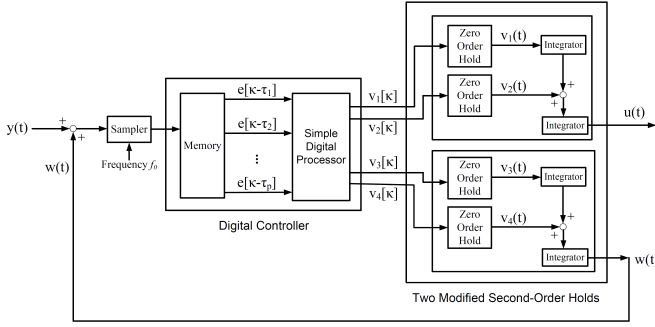 y(t)
+
+
w(t)
Sampler
Frequency f₀
Memory
e[κ-τ₁]
e[κ-τ₂]
⋮
e[κ-τₚ]
Simple
Digital
Processor
Digital Controller
v₁[κ]
v₂[κ]
v₃[κ]
v₄[κ]
Zero
Order
Hold
v₁(t)
Integrator
Zero
Order
Hold
v₂(t)
+
+
Integrator
u(t)
Zero
Order
Hold
v₃(t)
Integrator
Zero
Order
Hold
v₄(t)
+
+
Integrator
w(t)
Two Modified Second-Order Holds